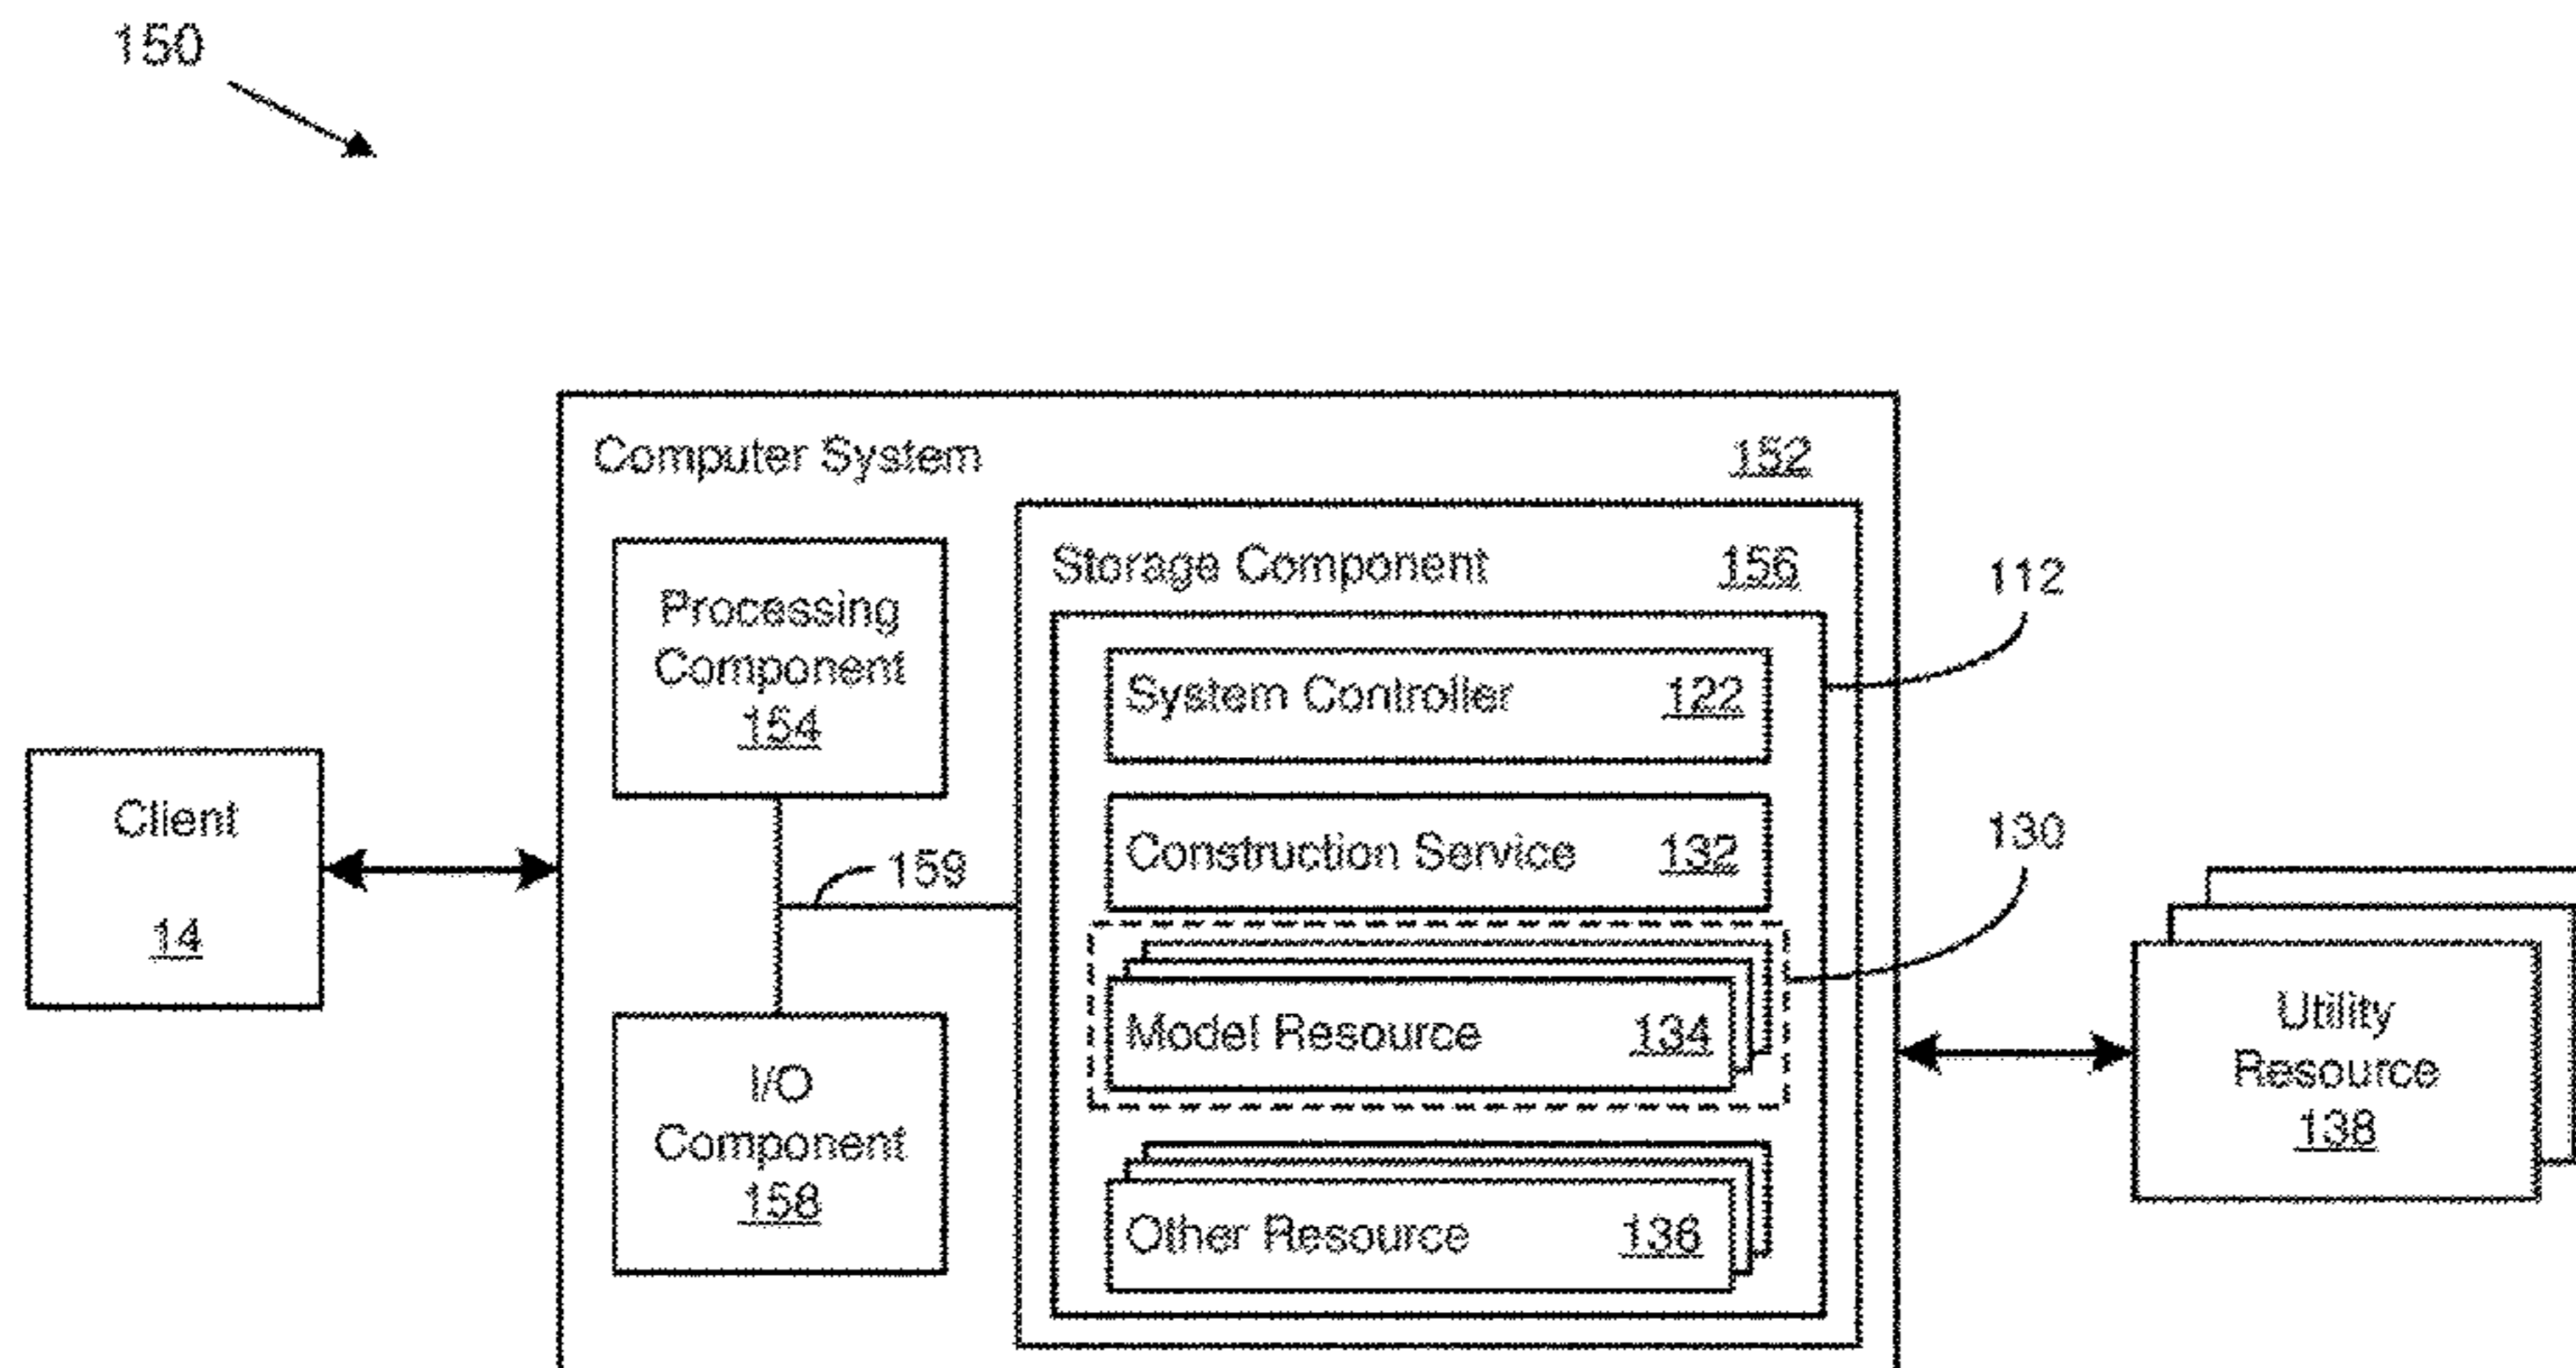 150
Computer System 152
Storage Component 156
112
Processing
Component
154
System Controller 122
Client
14
Construction Service 132
130
159
Model Resource 134
Utility
Resource
138
I/O
Component
158
Other Resource 136